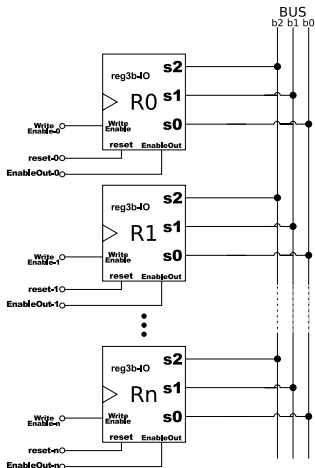 BUS
b2 b1 b0
reg3b-IO
s2
R0
s1
s0
Write
Enable-0
Write
Enable
reset
EnableOut
reset-0
EnableOut-0
reg3b-IO
s2
R1
s1
s0
Write
Enable-1
Write
Enable
reset
EnableOut
reset-1
EnableOut-1
reg3b-IO
s2
Rn
s1
s0
Write
Enable-n
Write
Enable
reset
EnableOut
reset-n
EnableOut-n